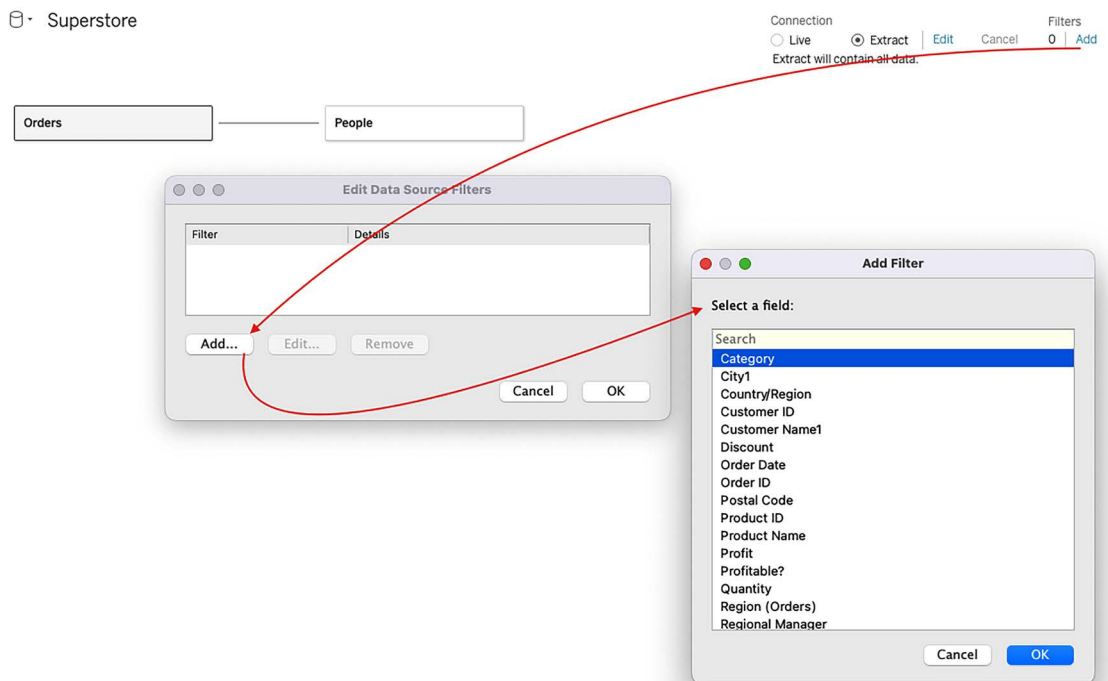 Superstore
Connection
Filters
Live
Extract
Edit
Cancel
0
Add
Extract will contain all data.
Orders
People
Edit Data Source Filters
Filter
Details
Add...
Edit...
Remove
Cancel
OK
Add Filter
Select a field:
Search
Category
City1
Country/Region
Customer ID
Customer Name1
Discount
Order Date
Order ID
Postal Code
Product ID
Product Name
Profit
Profitable?
Quantity
Region (Orders)
Regional Manager
Cancel
OK